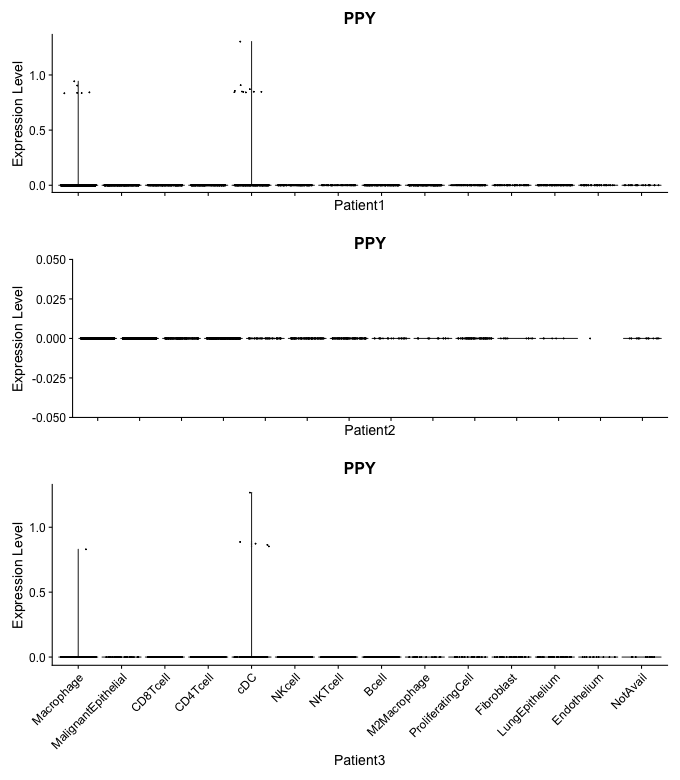 PPY
Expression Level
1.0
0.5
0.0
Patient1
PPY
Expression Level
0.050
0.025
0.000
-0.025
-0.050
Patient2
PPY
Expression Level
1.0
0.5
0.0
Macrophage
MalignantEpithelial
CD8Tcell
CD4Tcell
cDC
NKcell
NKTcell
Bcell
M2Macrophage
ProliferatingCell
Fibroblast
LungEpithelium
Endothelium
NotAvail
Patient3